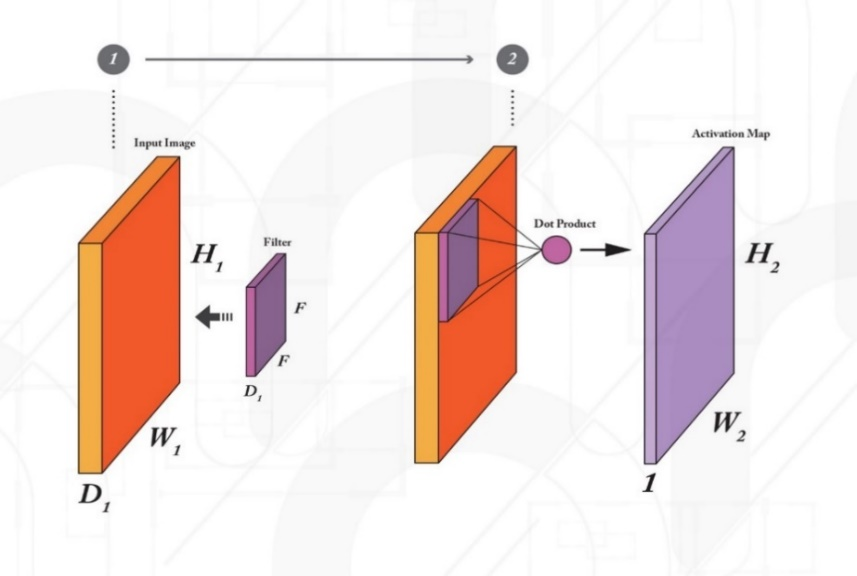 1
2
Input Image
Activation Map
Dot Product
Filter
H₁
H₂
F
F
D₁
W₁
W₂
D₁
1